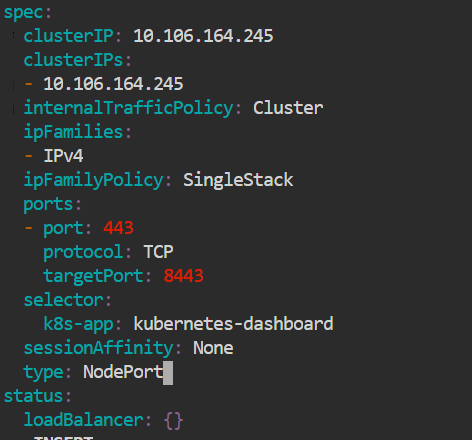 spec:
  clusterIP: 10.106.164.245
  clusterIPs:
  - 10.106.164.245
  internalTrafficPolicy: Cluster
  ipFamilies:
  - IPv4
  ipFamilyPolicy: SingleStack
  ports:
  - port: 443
    protocol: TCP
    targetPort: 8443
  selector:
    k8s-app: kubernetes-dashboard
  sessionAffinity: None
  type: NodePort
status:
  loadBalancer: {}
-- INSERT --